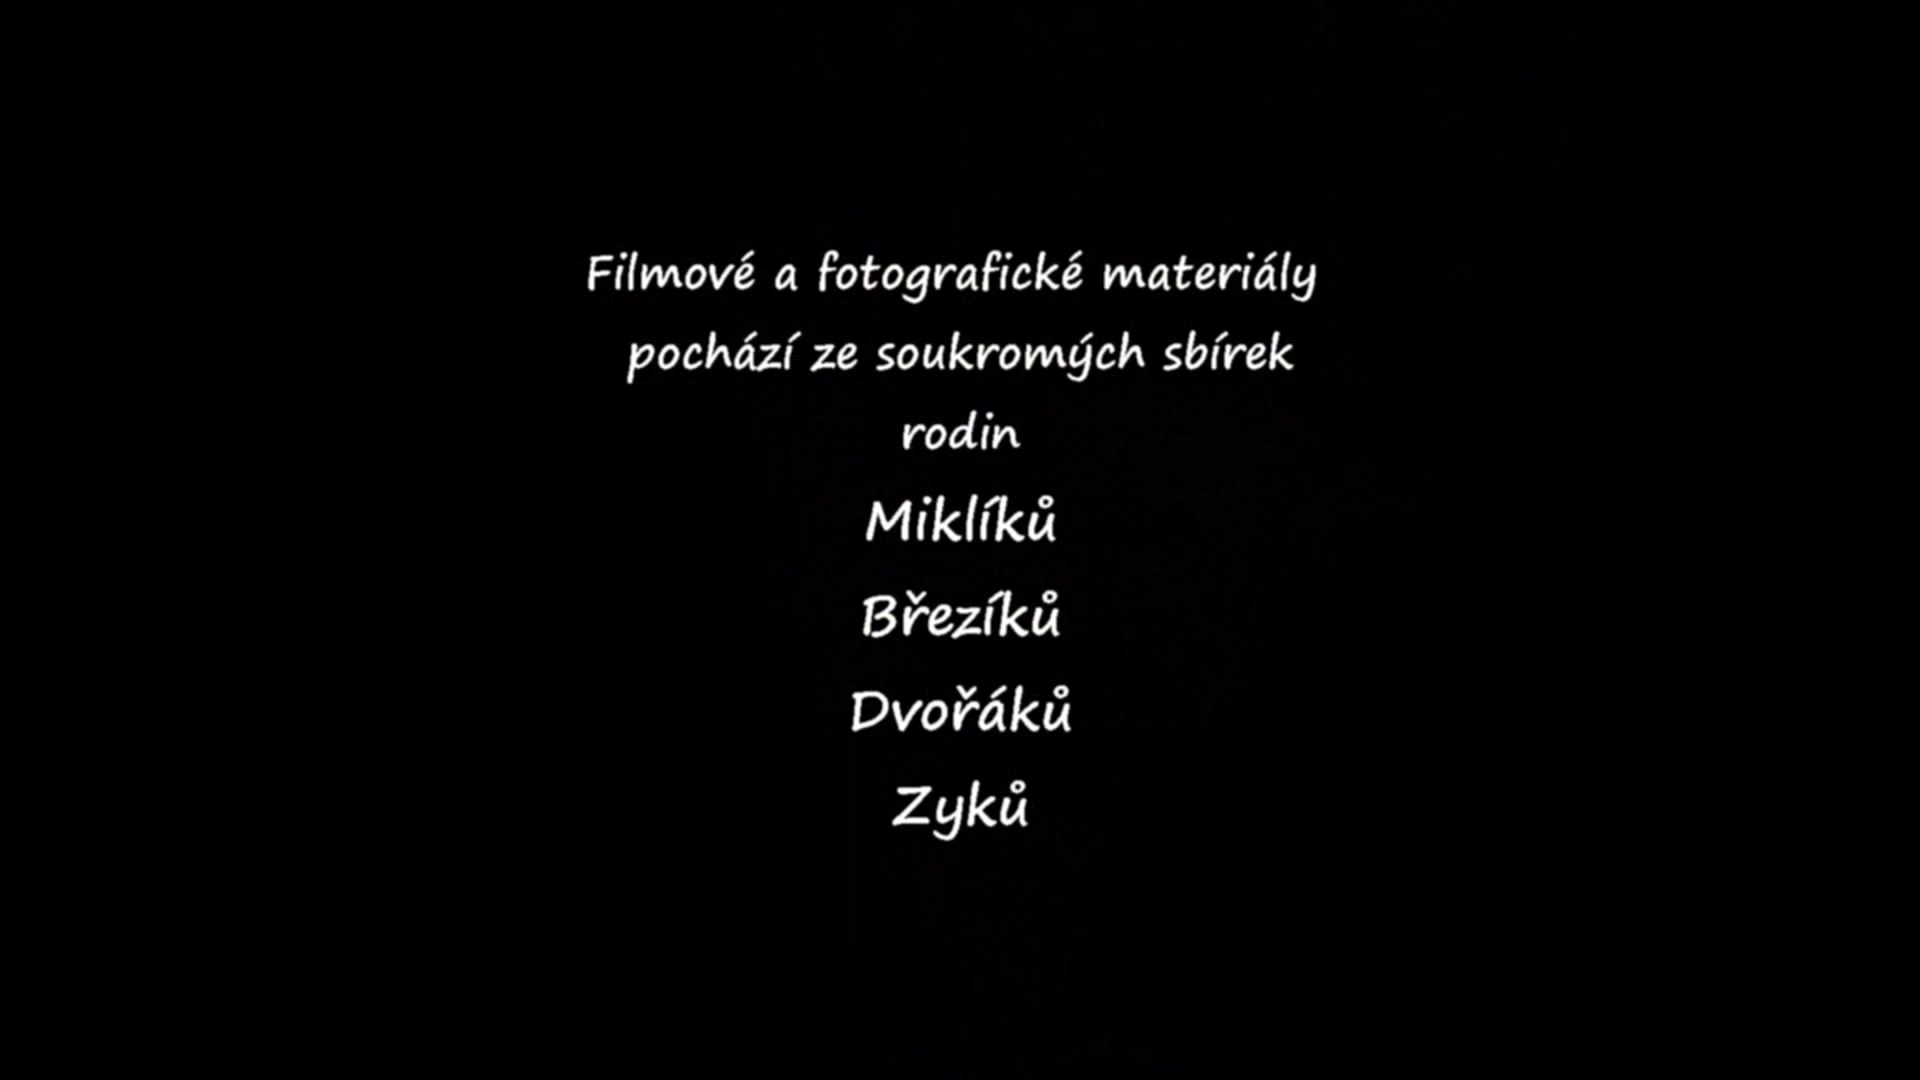 Filmové a fotografické materiály
pochází ze soukromých sbírek
rodin
Miklíků
Březíků
Dvořáků
Zyků